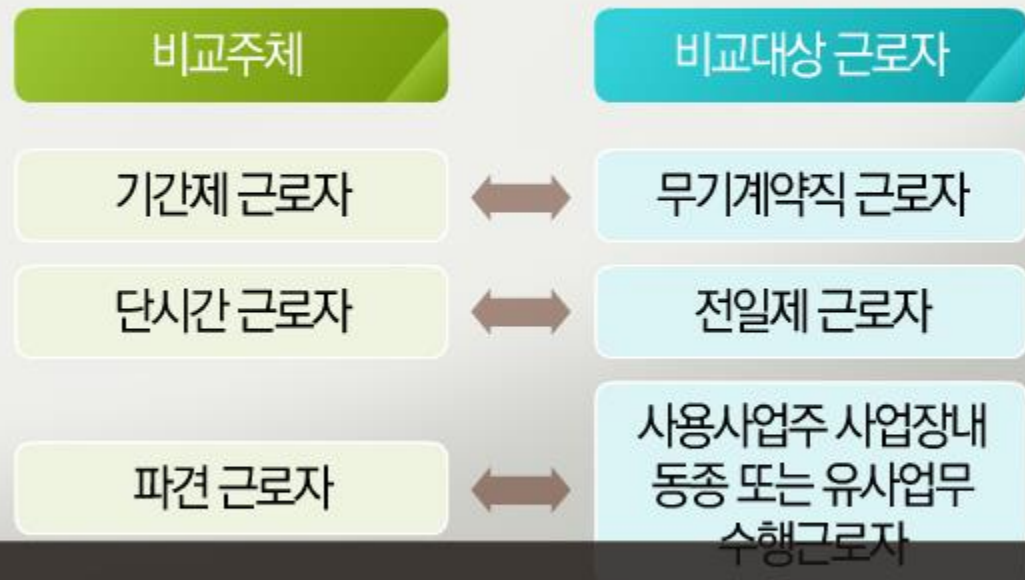 비교주체
비교대상 근로자
기간제 근로자
무기계약직 근로자
단시간 근로자
전일제 근로자
파견 근로자
사용사업주 사업장내
동종 또는 유사업무
수행근로자